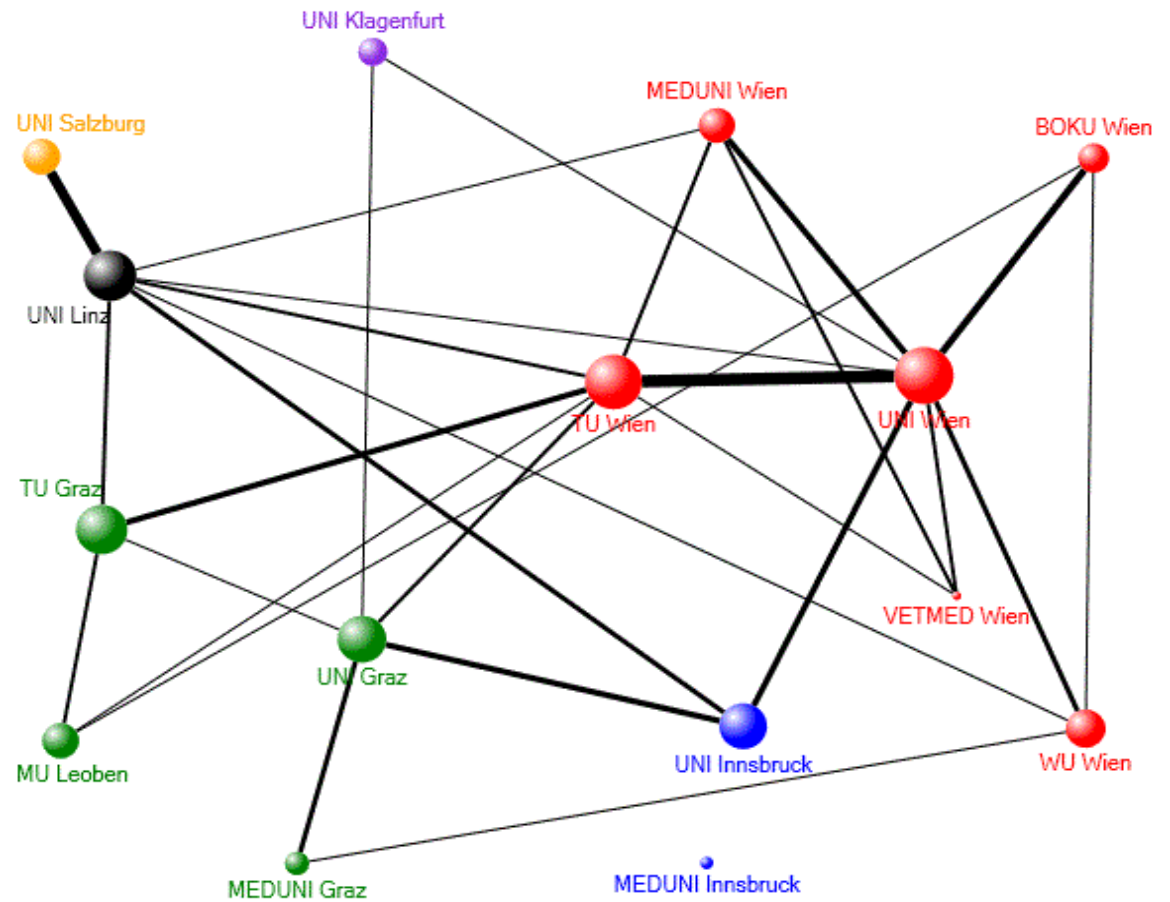 UNI Klagenfurt
MEDUNI Wien
UNI Salzburg
BOKU Wien
UNI Linz
TU Wien
UNI Wien
TU Graz
VETMED Wien
UNI Graz
MU Leoben
UNI Innsbruck
WU Wien
MEDUNI Graz
MEDUNI Innsbruck